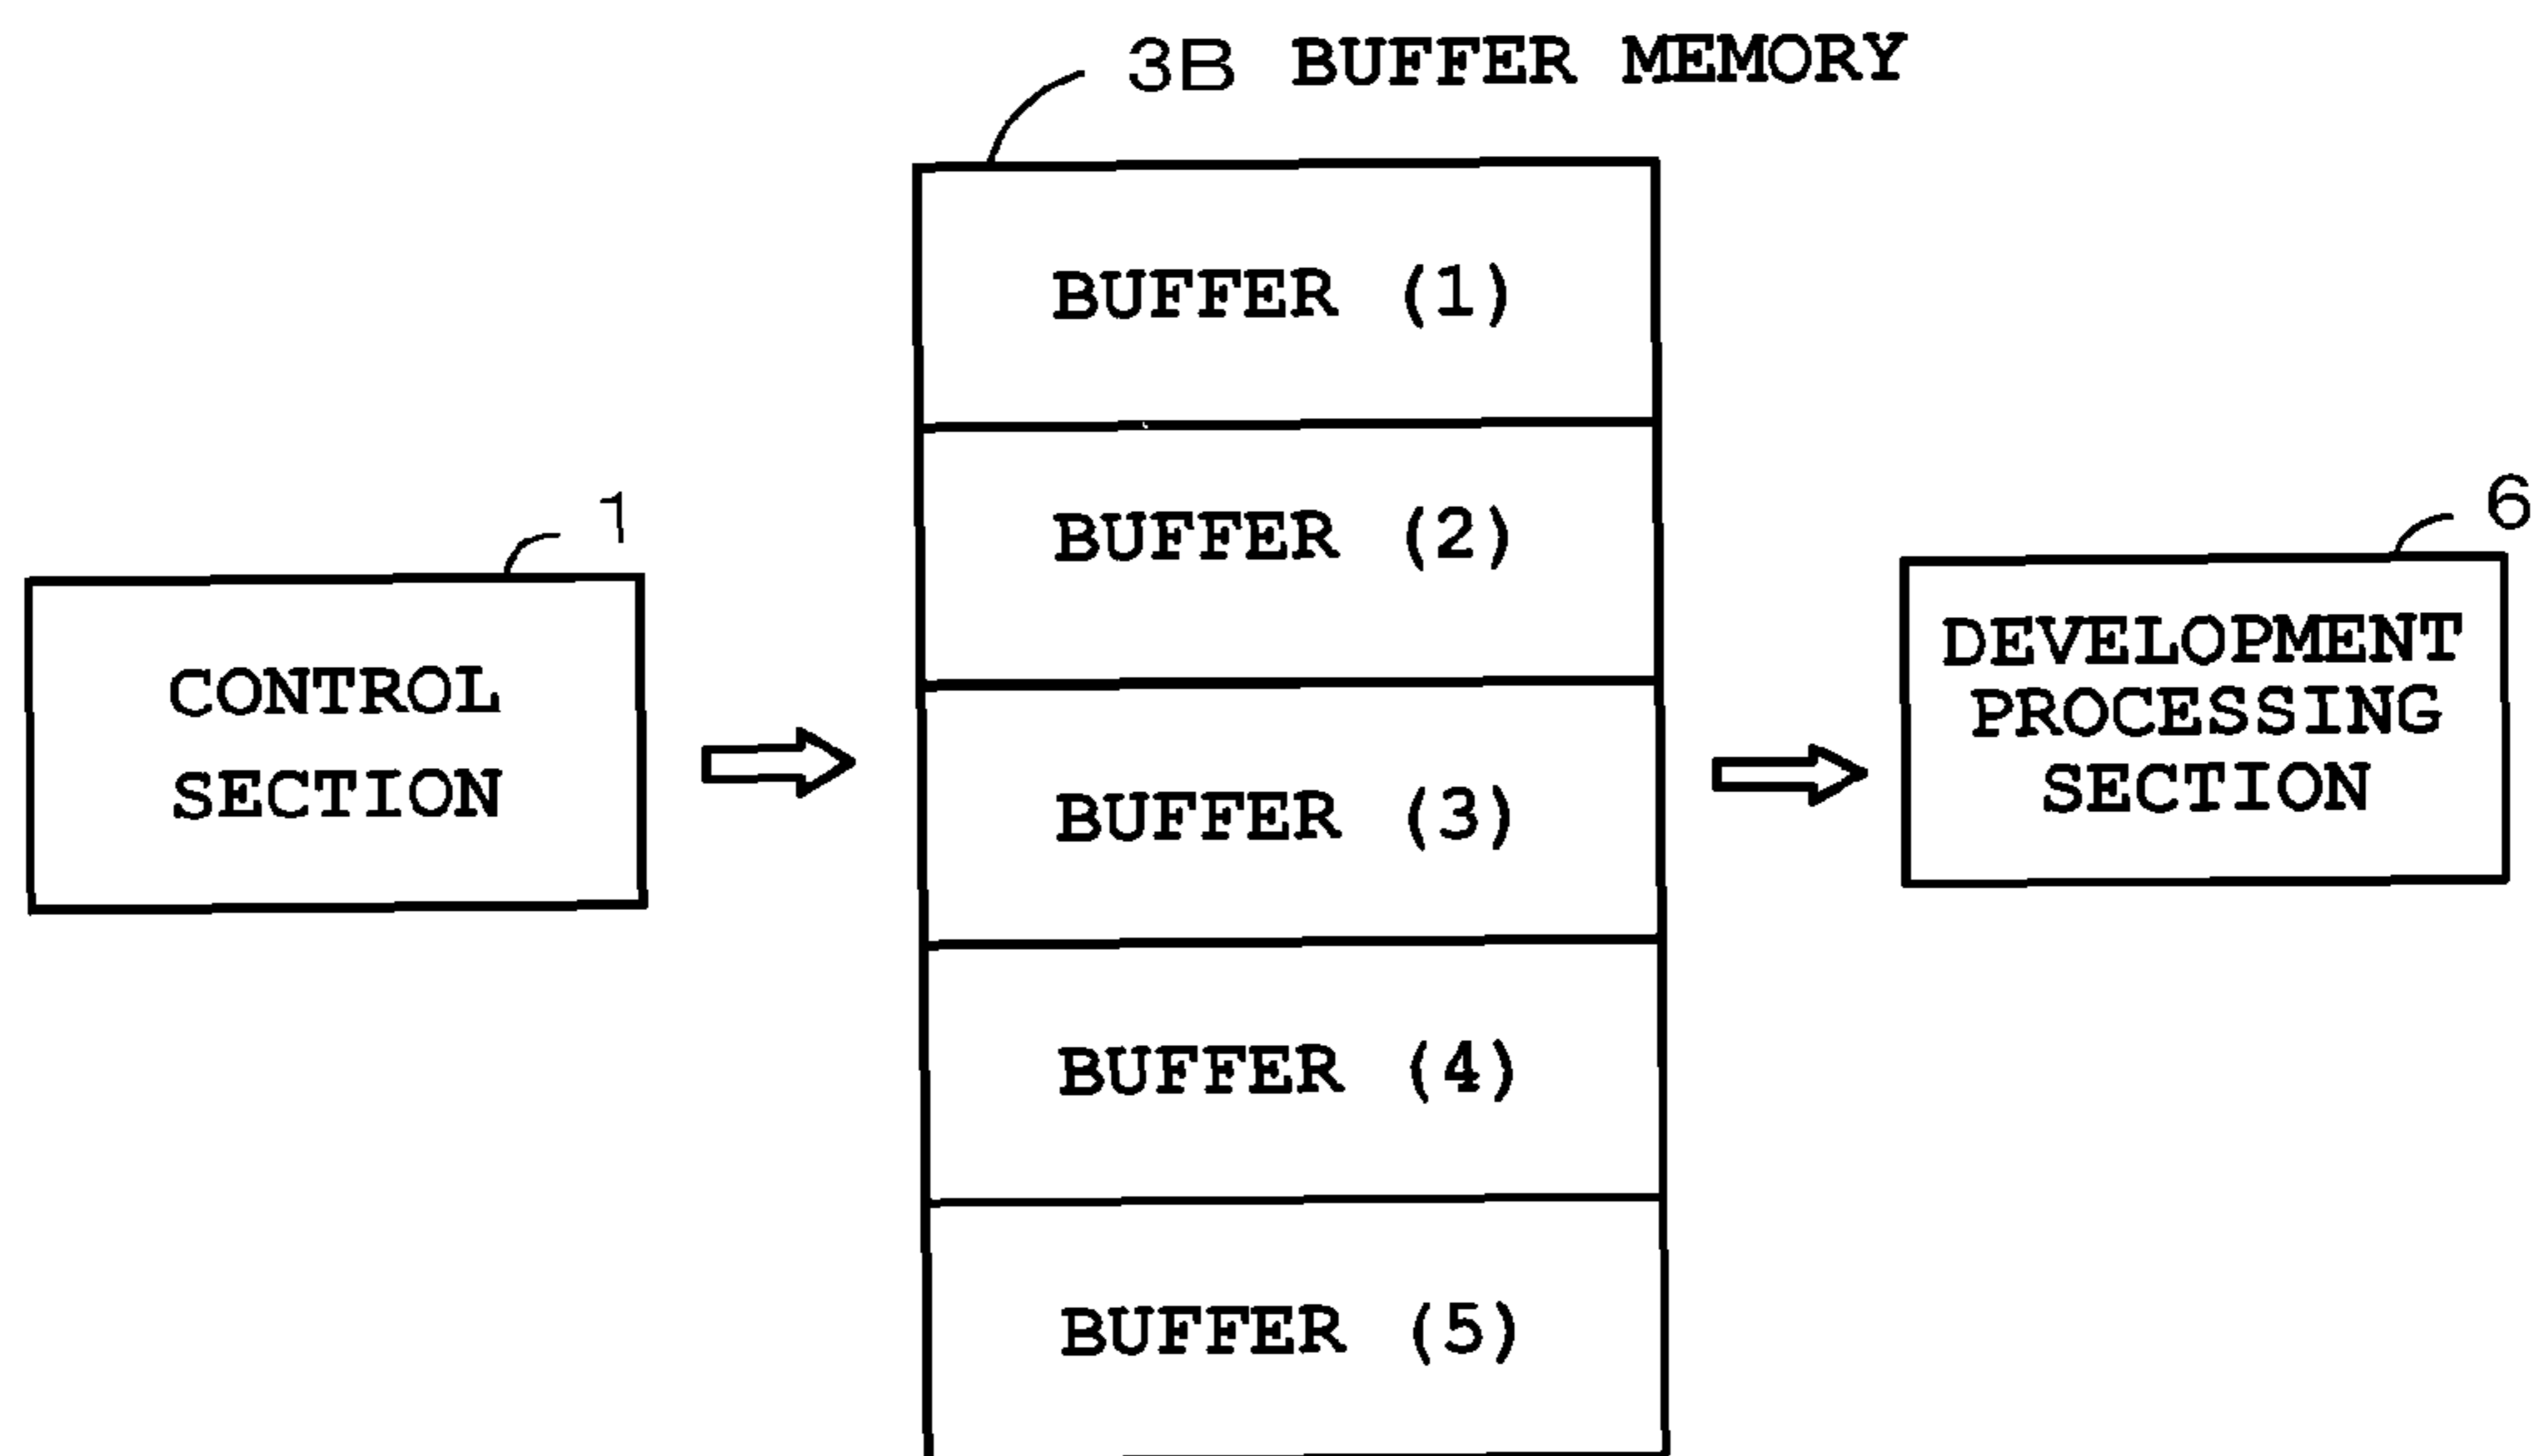 3B BUFFER MEMORY
BUFFER (1)
BUFFER (2)
1
CONTROL
SECTION
BUFFER (3)
6
DEVELOPMENT
PROCESSING
SECTION
BUFFER (4)
BUFFER (5)